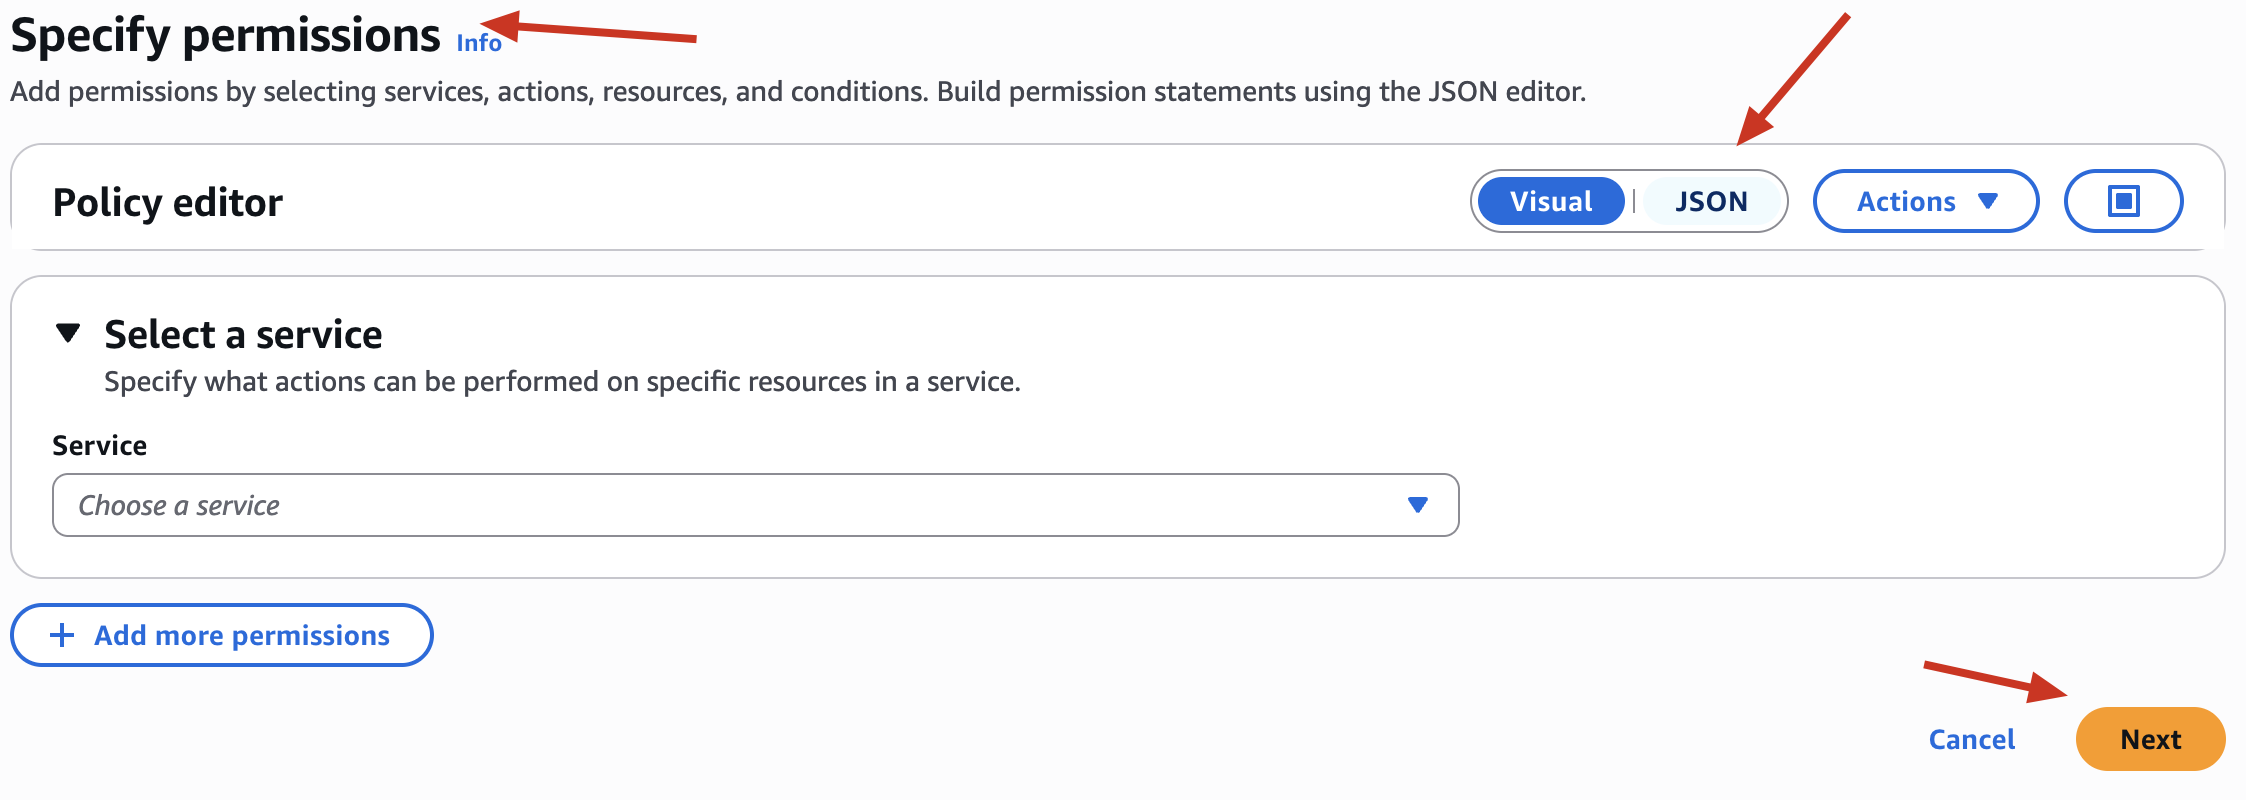 Specify permissions Info
Add permissions by selecting services, actions, resources, and conditions. Build permission statements using the JSON editor.
Policy editor
Visual
JSON
Actions
Select a service
Specify what actions can be performed on specific resources in a service.
Service
Choose a service
Add more permissions
Cancel
Next